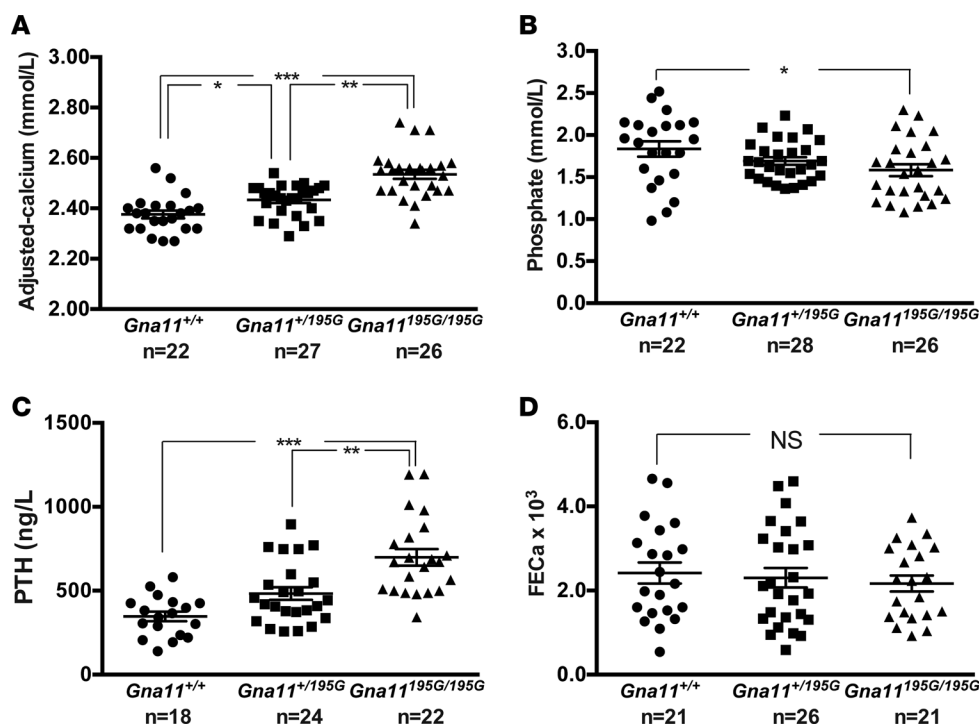 A
Adjusted-calcium (mmol/L)
3.00
2.80
2.60
2.40
2.20
2.00
***
*
**
Gna11+/+
Gna11+/195G
Gna11195G/195G
n=22
n=27
n=26
B
Phosphate (mmol/L)
3.0
2.5
2.0
1.5
1.0
0.5
0.0
*
Gna11+/+
Gna11+/195G
Gna11195G/195G
n=22
n=28
n=26
C
PTH (ng/L)
1500
1000
500
0
***
**
Gna11+/+
Gna11+/195G
Gna11195G/195G
n=18
n=24
n=22
D
FECa x 10³
6.0
4.0
2.0
0.0
NS
Gna11+/+
Gna11+/195G
Gna11195G/195G
n=21
n=26
n=21